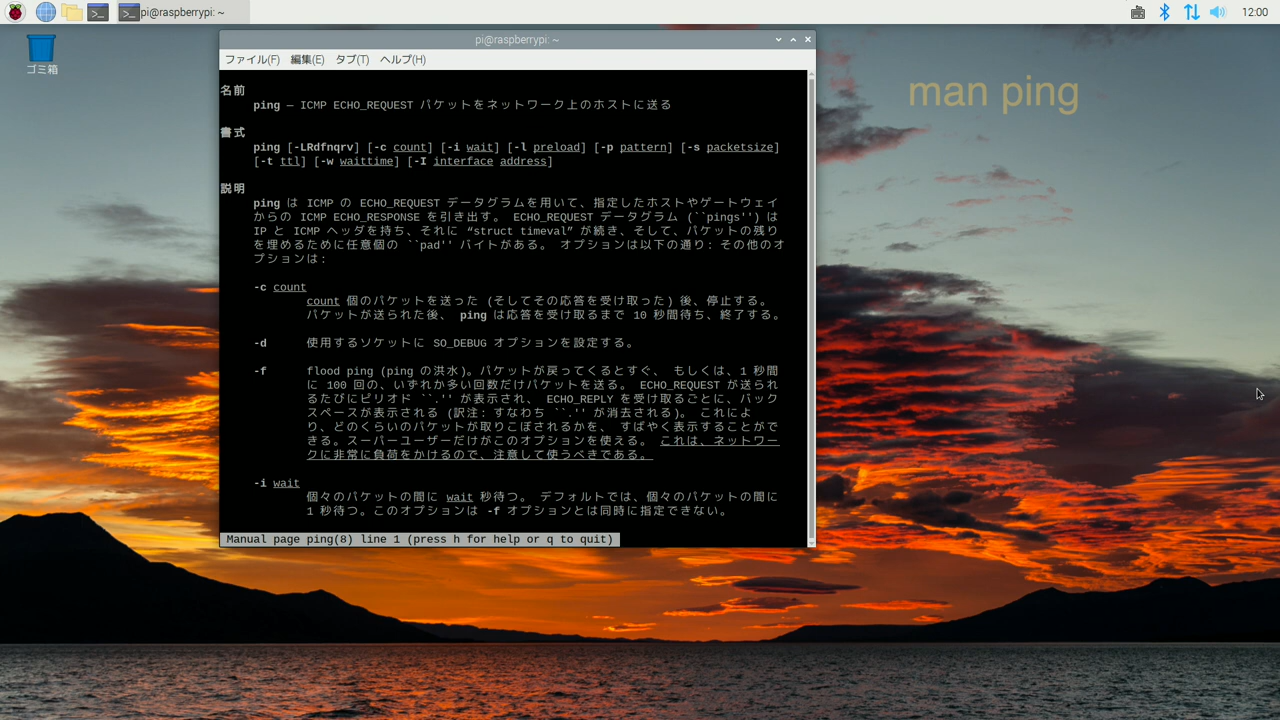 pi@raspberrypi: ~
12:00
ゴミ箱
man ping
pi@raspberrypi: ~
ファイル(F) 編集(E) タブ(T) ヘルプ(H)
名前
ping — ICMP ECHO_REQUEST パケットをネットワーク上のホストに送る
書式
ping [-LRdfnqrv] [-c count] [-i wait] [-l preload] [-p pattern] [-s packetsize]
[-t ttl] [-w waittime] [-I interface address]
説明
ping は ICMP の ECHO_REQUEST データグラムを用いて、指定したホストやゲートウェイ
からの ICMP ECHO_RESPONSE を引き出す。 ECHO_REQUEST データグラム (``pings'') は
IP と ICMP ヘッダを持ち、それに “struct timeval” が続き、そして、パケットの残り
を埋めるために任意個の ``pad'' バイトがある。 オプションは以下の通り: その他のオ
プションは:
-c count
count 個のパケットを送った (そしてその応答を受け取った) 後、停止する。
パケットが送られた後、 ping は応答を受け取るまで 10 秒間待ち、終了する。
-d 使用するソケットに SO_DEBUG オプションを設定する。
-f flood ping (ping の洪水)。パケットが戻ってくるとすぐ、 もしくは、1 秒間
に 100 回の、いずれか多い回数だけパケットを送る。 ECHO_REQUEST が送られ
るたびにピリオド ``.'' が表示され、 ECHO_REPLY を受け取るごとに、バック
スペースが表示される (訳注: すなわち ``.'' が消去される)。 これによ
り、どのくらいのパケットが取りこぼされるかを、 すばやく表示することがで
きる。スーパーユーザーだけがこのオプションを使える。 これは、ネットワー
クに非常に負荷をかけるので、注意して使うべきである。
-i wait
個々のパケットの間に wait 秒待つ。 デフォルトでは、個々のパケットの間に
1 秒待つ。このオプションは -f オプションとは同時に指定できない。
Manual page ping(8) line 1 (press h for help or q to quit)